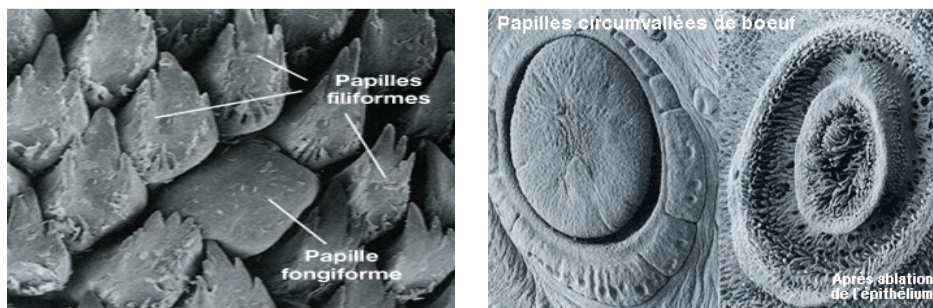 Papilles
filiformes
Papille
fongiforme
Papilles circumvallées de boeuf
Après ablation
de l'épithélium